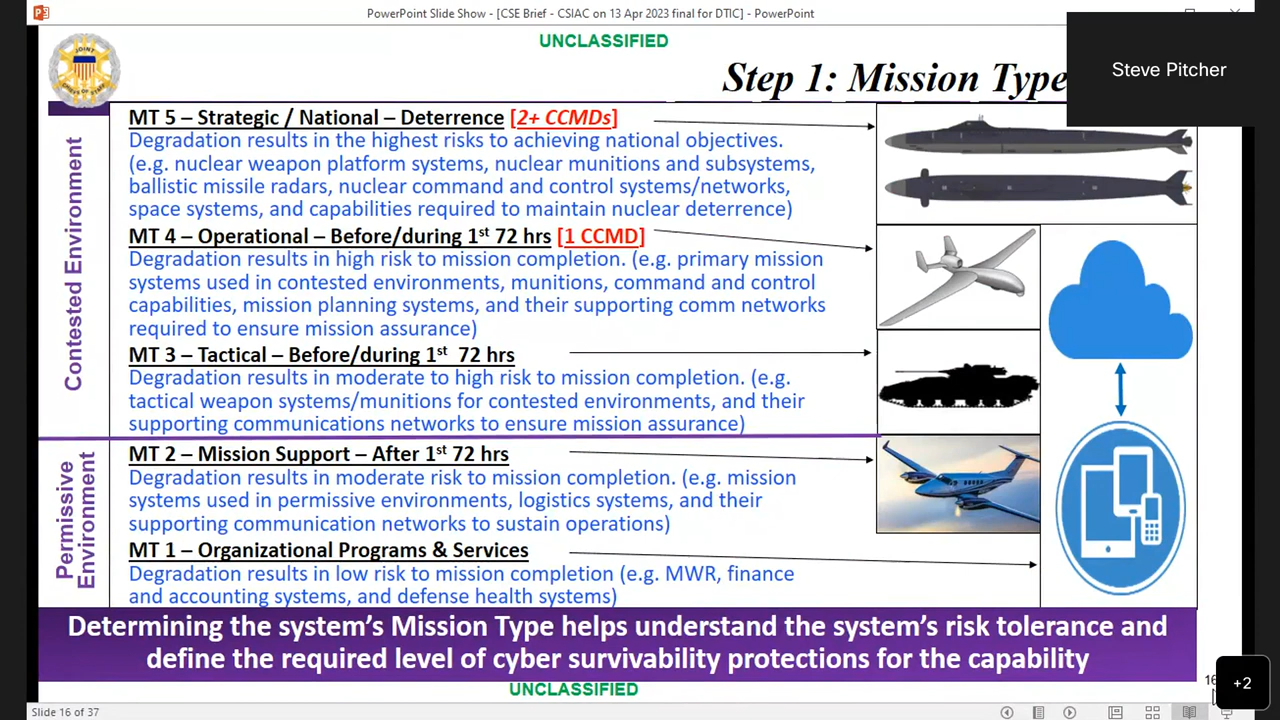 PowerPoint Slide Show - [CSE Brief - CSIAC on 13 Apr 2023 final for DTIC] - PowerPoint
UNCLASSIFIED
Steve Pitcher
JOINT
CHIEFS OF STAFF
Step 1: Mission Type
Contested Environment
MT 5 – Strategic / National – Deterrence [2+ CCMDs]
Degradation results in the highest risks to achieving national objectives.
(e.g. nuclear weapon platform systems, nuclear munitions and subsystems,
ballistic missile radars, nuclear command and control systems/networks,
space systems, and capabilities required to maintain nuclear deterrence)
MT 4 – Operational – Before/during 1st 72 hrs [1 CCMD]
Degradation results in high risk to mission completion. (e.g. primary mission
systems used in contested environments, munitions, command and control
capabilities, mission planning systems, and their supporting comm networks
required to ensure mission assurance)
MT 3 – Tactical – Before/during 1st 72 hrs
Degradation results in moderate to high risk to mission completion. (e.g.
tactical weapon systems/munitions for contested environments, and their
supporting communications networks to ensure mission assurance)
Permissive
Environment
MT 2 – Mission Support – After 1st 72 hrs
Degradation results in moderate risk to mission completion. (e.g. mission
systems used in permissive environments, logistics systems, and their
supporting communication networks to sustain operations)
MT 1 – Organizational Programs & Services
Degradation results in low risk to mission completion (e.g. MWR, finance
and accounting systems, and defense health systems)
Determining the system's Mission Type helps understand the system's risk tolerance and
define the required level of cyber survivability protections for the capability
UNCLASSIFIED
16
+2
Slide 16 of 37